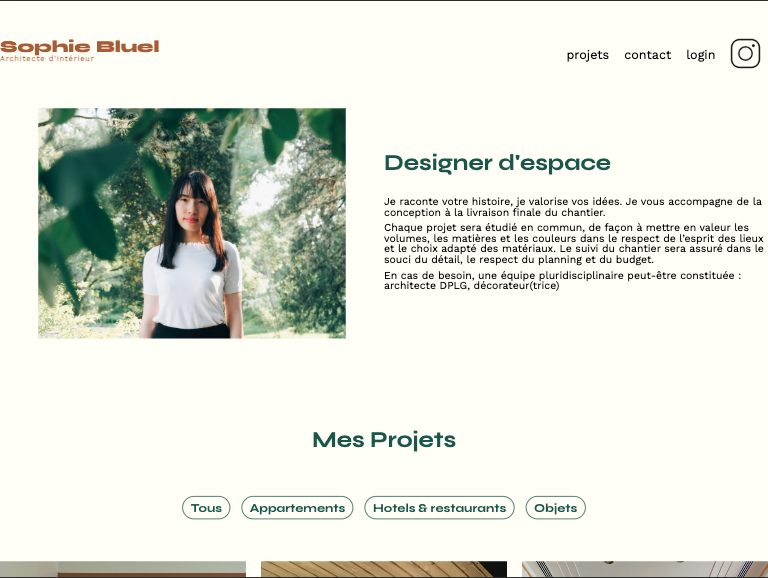 Sophie Bluel
Architecte d'intérieur
projets contact login
Designer d'espace
Je raconte votre histoire, je valorise vos idées. Je vous accompagne de la
conception à la livraison finale du chantier.
Chaque projet sera étudié en commun, de façon à mettre en valeur les
volumes, les matières et les couleurs dans le respect de l'esprit des lieux
et le choix adapté des matériaux. Le suivi du chantier sera assuré dans le
souci du détail, le respect du planning et du budget.
En cas de besoin, une équipe pluridisciplinaire peut-être constituée :
architecte DPLG, décorateur(trice)
Mes Projets
Tous Appartements Hotels & restaurants Objets